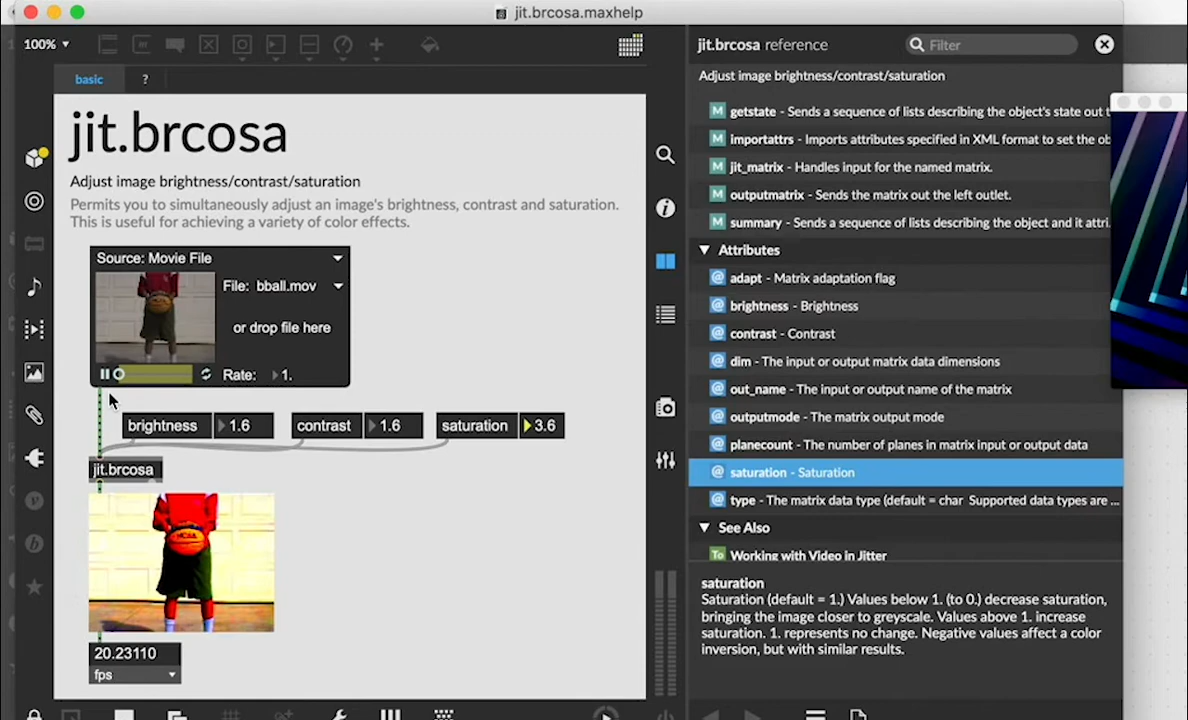 jit.brcosa.maxhelp
100%
basic
?
jit.brcosa
Adjust image brightness/contrast/saturation
Permits you to simultaneously adjust an image's brightness, contrast and saturation.
This is useful for achieving a variety of color effects.
Source: Movie File
File: bball.mov
or drop file here
Rate: 1.
brightness 1.6
contrast 1.6
saturation 3.6
jit.brcosa
20.23110
fps
jit.brcosa reference
Filter
Adjust image brightness/contrast/saturation
M getstate - Sends a sequence of lists describing the object's state out t
M importattrs - Imports attributes specified in XML format to set the ob
M jit_matrix - Handles input for the named matrix.
M outputmatrix - Sends the matrix out the left outlet.
M summary - Sends a sequence of lists describing the object and it attri.
Attributes
@ adapt - Matrix adaptation flag
@ brightness - Brightness
@ contrast - Contrast
@ dim - The input or output matrix data dimensions
@ out_name - The input or output name of the matrix
@ outputmode - The matrix output mode
@ planecount - The number of planes in matrix input or output data
@ saturation - Saturation
@ type - The matrix data type (default = char Supported data types are ...
See Also
To Working with Video in Jitter
saturation
Saturation (default = 1.) Values below 1. (to 0.) decrease saturation,
bringing the image closer to greyscale. Values above 1. increase
saturation. 1. represents no change. Negative values affect a color
inversion, but with similar results.